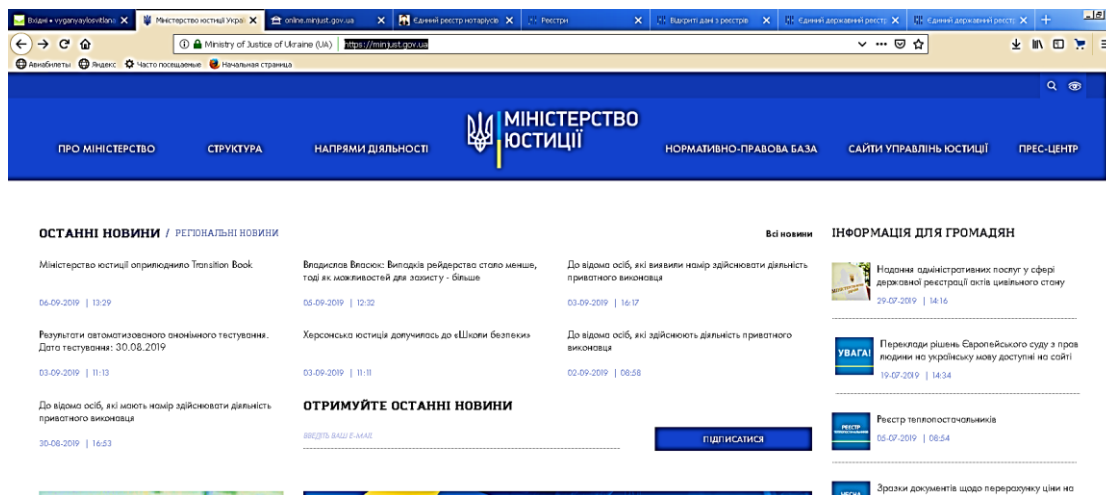 Вхідні • vyganyaylosvitlana
Міністерство юстиції Украї
online.minjust.gov.ua
Єдиний реєстр нотаріусів
Реєстри
Відкриті дані з реєстрів
Єдиний державний реєстр
Єдиний державний реєстр
Ministry of Justice of Ukraine (UA)
https://minjust.gov.ua
Авиабилеты
Яндекс
Часто посещаемые
Начальная страница
ПРО МІНІСТЕРСТВО
СТРУКТУРА
НАПРЯМИ ДІЯЛЬНОСТІ
МІНІСТЕРСТВО
ЮСТИЦІЇ
НОРМАТИВНО-ПРАВОВА БАЗА
САЙТИ УПРАВЛІНЬ ЮСТИЦІЇ
ПРЕС-ЦЕНТР
ОСТАННІ НОВИНИ / РЕГІОНАЛЬНІ НОВИНИ
Всі новини
Міністерство юстиції оприлюднило Transition Book
06-09-2019 | 13:29
Владислав Власюк: Випадків рейдерства стало менше,
тоді як можливостей для захисту - більше
05-09-2019 | 12:32
До відома осіб, які виявили намір здійснювати діяльність
приватного виконавця
03-09-2019 | 16:17
Результати автоматизованого анонімного тестування.
Дата тестування: 30.08.2019
03-09-2019 | 11:13
Херсонська юстиція долучилась до «Школи безпеки»
03-09-2019 | 11:11
До відома осіб, які здійснюють діяльність приватного
виконавця
02-09-2019 | 08:58
До відома осіб, які мають намір здійснювати діяльність
приватного виконавця
30-08-2019 | 16:53
ОТРИМУЙТЕ ОСТАННІ НОВИНИ
ВВЕДІТЬ ВАШ E-MAIL
ПІДПИСАТИСЯ
ІНФОРМАЦІЯ ДЛЯ ГРОМАДЯН
Надання адміністративних послуг у сфері
державної реєстрації актів цивільного стану
29-07-2019 | 14:16
УВАГА!
Переклади рішень Європейського суду з прав
людини на українську мову доступні на сайті
19-07-2019 | 14:34
РЕЄСТР
Реєстр теплопостачальників
05-07-2019 | 08:54
Зразки документів щодо перерахунку ціни на